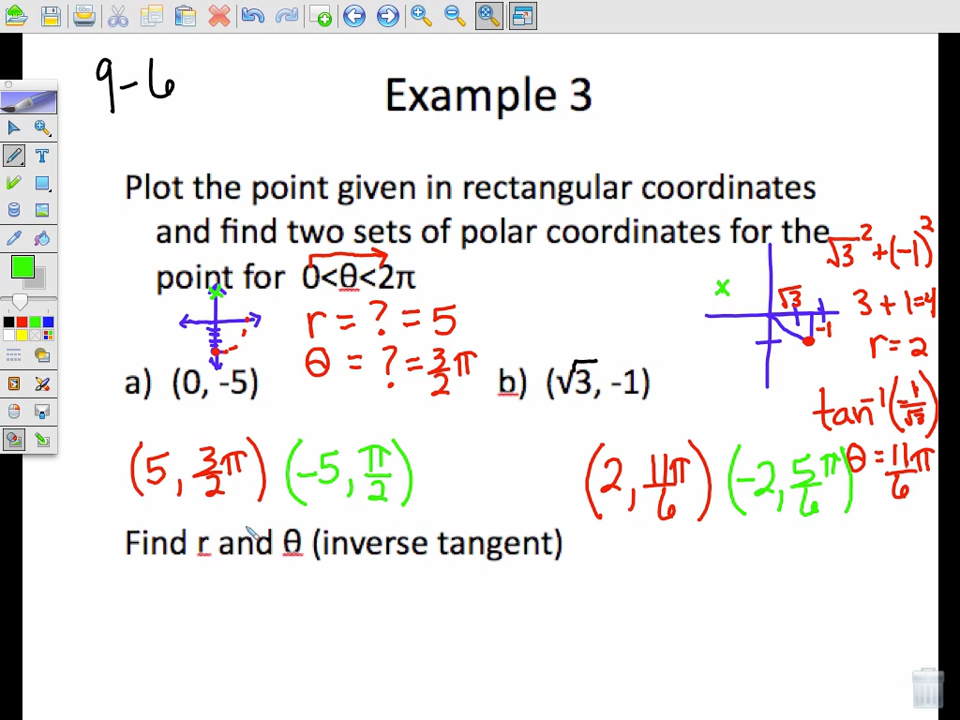 9-6
Example 3
Plot the point given in rectangular coordinates
and find two sets of polar coordinates for the
point for 0<θ<2π
r = ? = 5
θ = ? = 3/2 π
√3² + (-1)²
3 + 1 = 4
r = 2
tan⁻¹(-1/√3)
θ = 11π/6
√3
-1
x
a) (0, -5)
b) (√3, -1)
(5, 3/2 π) (-5, π/2)
(2, 11π/6) (-2, 5π/6)
Find r and θ (inverse tangent)
T